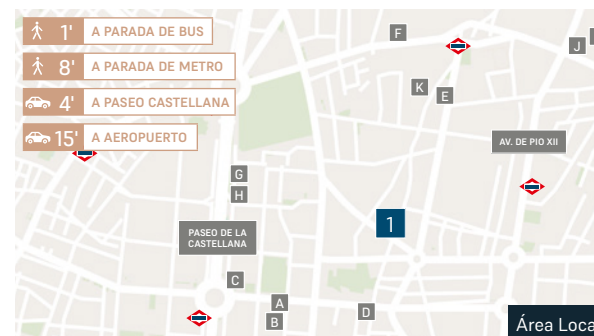 1' A PARADA DE BUS
8' A PARADA DE METRO
4' A PASEO CASTELLANA
15' A AEROPUERTO
F
J
K
E
AV. DE PIO XII
G
H
1
PASEO DE LA
CASTELLANA
C
A
B
D
Área Loca